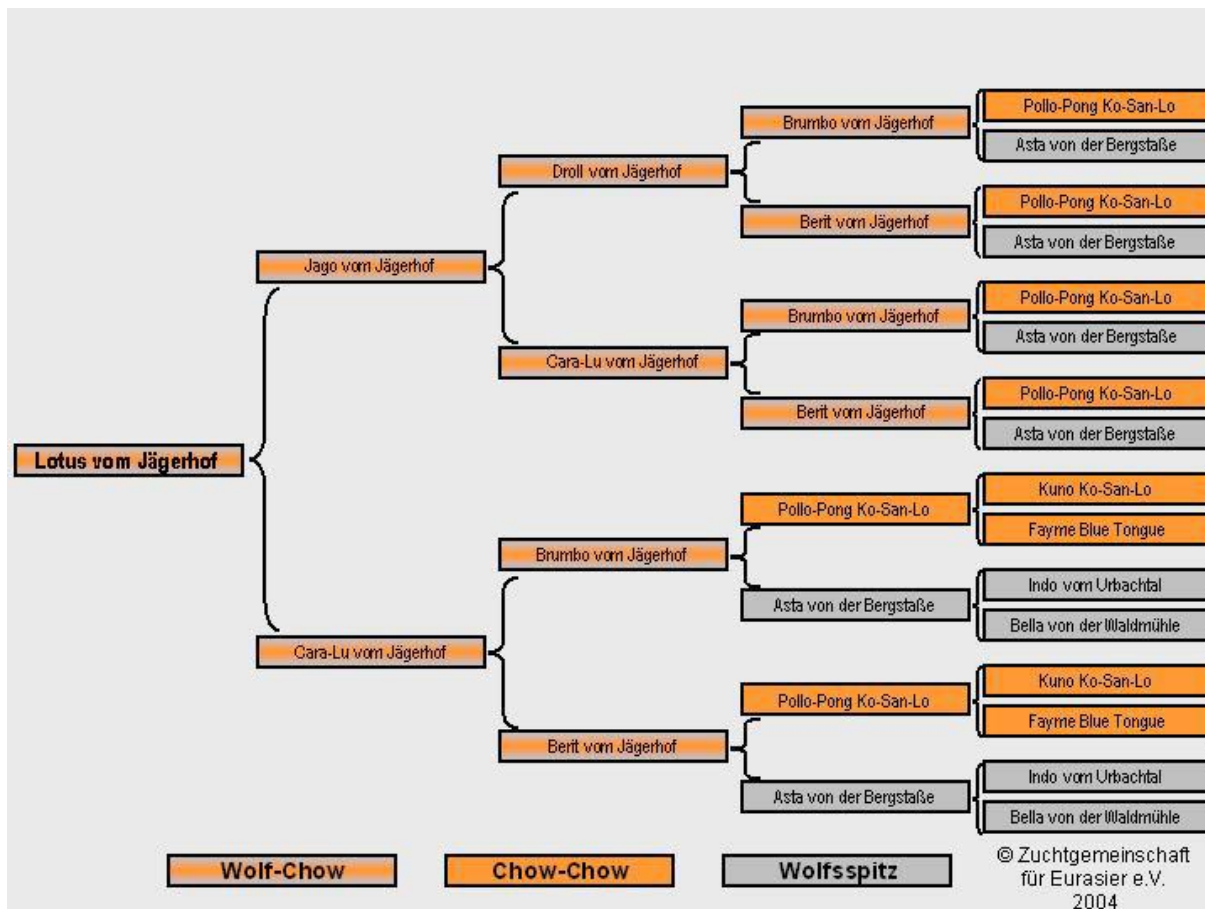 Lotus vom Jägerhof
Jago vom Jägerhof
Cara-Lu vom Jägerhof
Droll vom Jägerhof
Cara-Lu vom Jägerhof
Brumbo vom Jägerhof
Berit vom Jägerhof
Brumbo vom Jägerhof
Berit vom Jägerhof
Brumbo vom Jägerhof
Berit vom Jägerhof
Pollo-Pong Ko-San-Lo
Asta von der Bergstaße
Pollo-Pong Ko-San-Lo
Asta von der Bergstaße
Pollo-Pong Ko-San-Lo
Asta von der Bergstaße
Pollo-Pong Ko-San-Lo
Asta von der Bergstaße
Pollo-Pong Ko-San-Lo
Asta von der Bergstaße
Pollo-Pong Ko-San-Lo
Asta von der Bergstaße
Kuno Ko-San-Lo
Fayme Blue Tongue
Indo vom Urbachtal
Bella von der Waldmühle
Kuno Ko-San-Lo
Fayme Blue Tongue
Indo vom Urbachtal
Bella von der Waldmühle
Wolf-Chow
Chow-Chow
Wolfsspitz
© Zuchtgemeinschaft
für Eurasier e.V.
2004